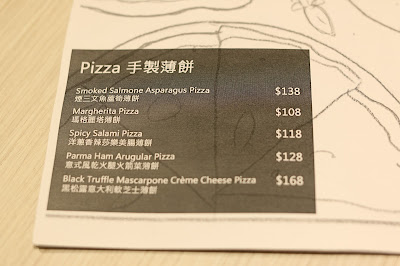 Pizza 手製薄餅
Smoked Salmone Asparagus Pizza $138
煙三文魚蘆筍薄餅
Margherita Pizza $108
瑪格麗塔薄餅
Spicy Salami Pizza $118
洋蔥香辣莎樂美腸薄餅
Parma Ham Arugular Pizza $128
意式風乾火腿火箭菜薄餅
Black Truffle Mascarpone Crème Cheese Pizza $168
黑松露意大利軟芝士薄餅